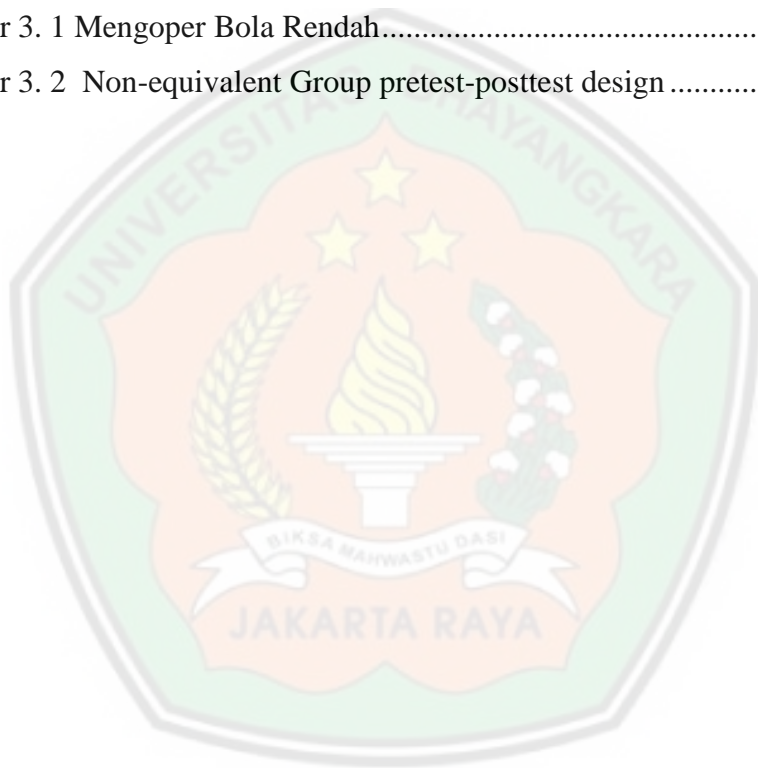 r 3. 1 Mengoper Bola Rendah............................................
r 3. 2  Non-equivalent Group pretest-posttest design ...........
UNIVERSITAS BHAYANGKARA
BIKSA MAHWASTU DASI
JAKARTA RAYA